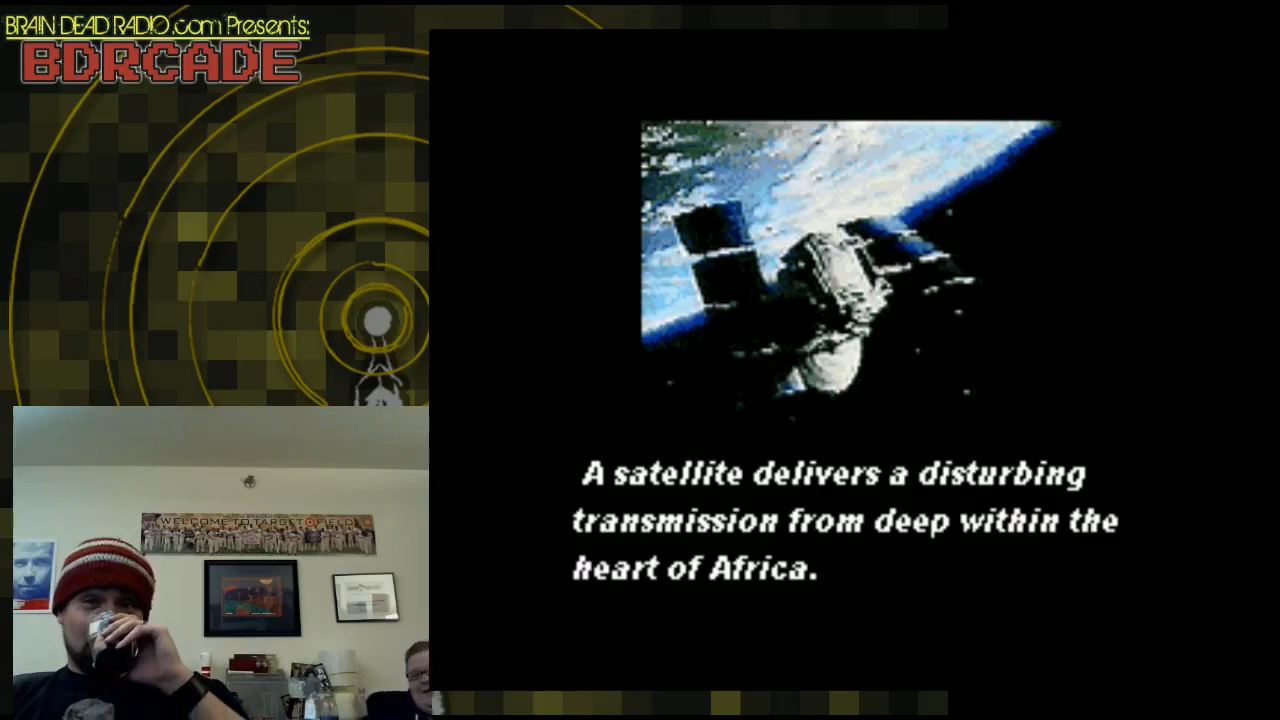 BRAIN DEAD RADIO.com Presents:
BDRCADE
A satellite delivers a disturbing
transmission from deep within the
heart of Africa.
WELCOME TO TARGET FIELD